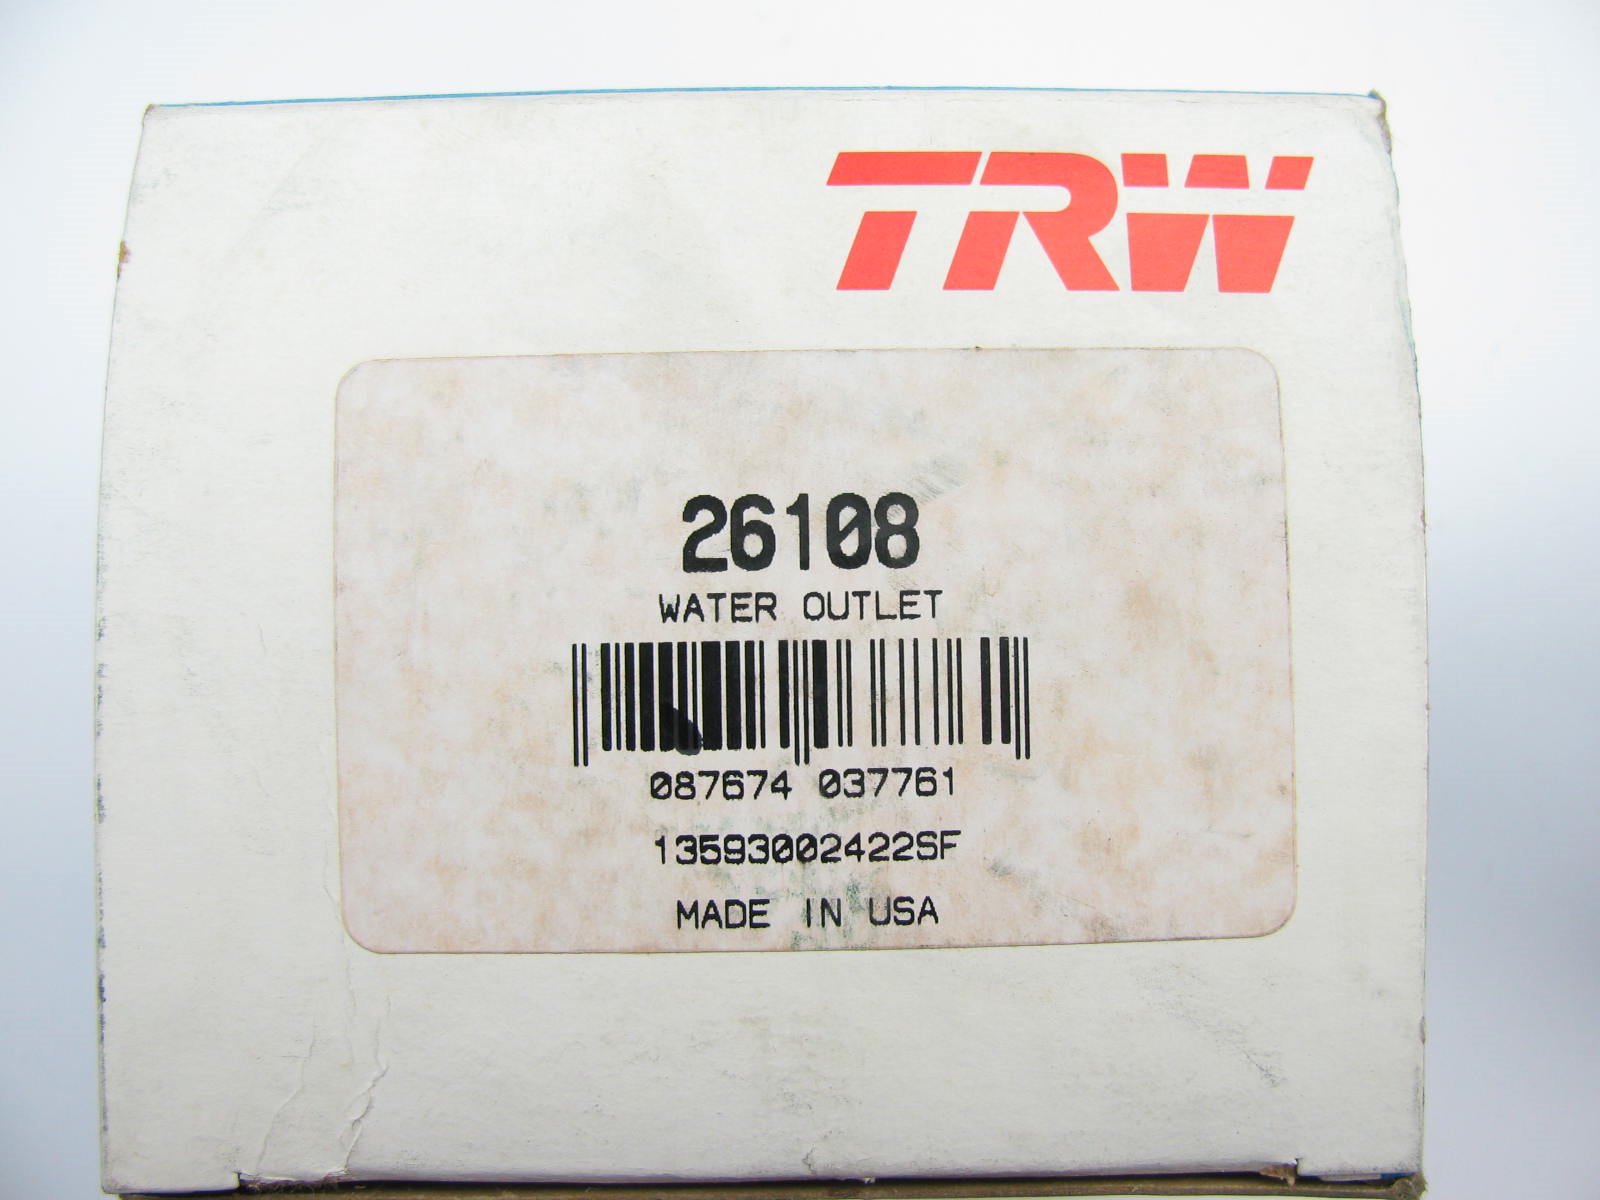 TRW
26108
WATER OUTLET
087674 037761
13593002422SF
MADE IN USA